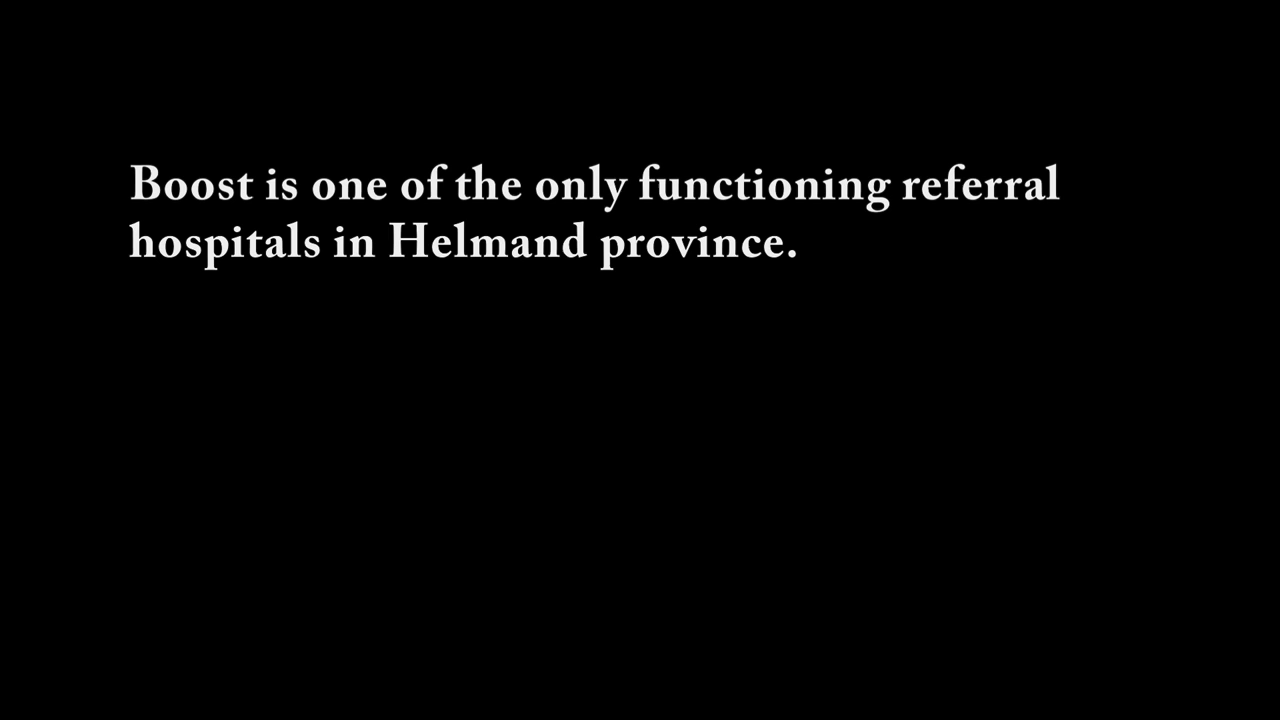 Boost is one of the only functioning referral
hospitals in Helmand province.